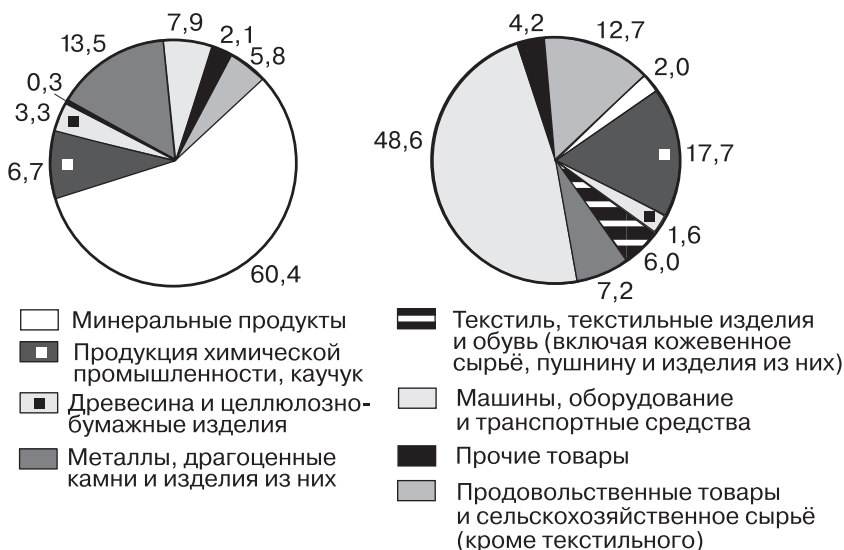 7,9
2,1
5,8
13,5
0,3
3,3
6,7
60,4
4,2
12,7
2,0
48,6
17,7
1,6
6,0
7,2
Минеральные продукты
Продукция химической
промышленности, каучук
Древесина и целлюлозно-
бумажные изделия
Металлы, драгоценные
камни и изделия из них
Текстиль, текстильные изделия
и обувь (включая кожевенное
сырьё, пушнину и изделия из них)
Машины, оборудование
и транспортные средства
Прочие товары
Продовольственные товары
и сельскохозяйственное сырьё
(кроме текстильного)